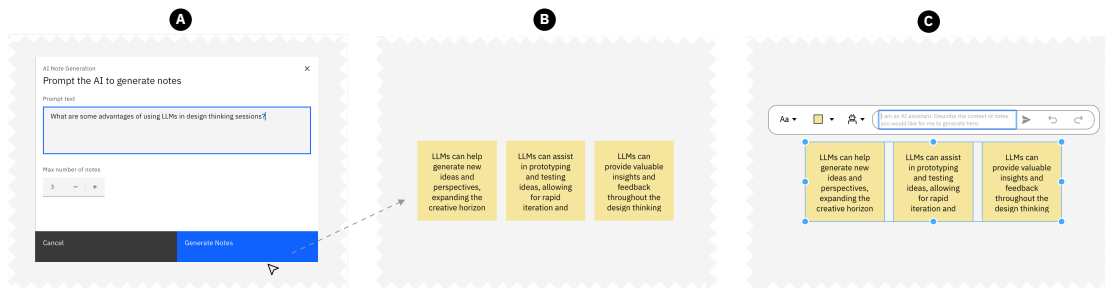 A
B
C
AI Note Generation
Prompt the AI to generate notes
Prompt text
What are some advantages of using LLMs in design thinking sessions?
Max number of notes
3
Cancel
Generate Notes
LLMs can help
generate new
ideas and
perspectives,
expanding the
creative horizon
LLMs can assist
in prototyping
and testing
ideas, allowing
for rapid
iteration and
LLMs can
provide valuable
insights and
feedback
throughout the
design thinking
Aa
I am an AI assistant. Describe the context of notes
you would like for me to generate here.
LLMs can help
generate new
ideas and
perspectives,
expanding the
creative horizon
LLMs can assist
in prototyping
and testing
ideas, allowing
for rapid
iteration and
LLMs can
provide valuable
insights and
feedback
throughout the
design thinking